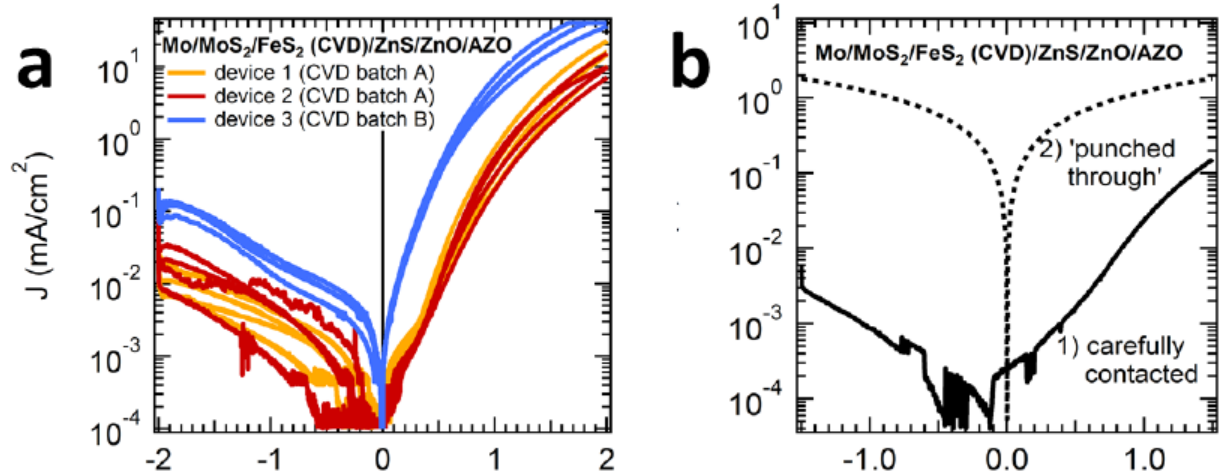 a
Mo/MoS₂/FeS₂ (CVD)/ZnS/ZnO/AZO
device 1 (CVD batch A)
device 2 (CVD batch A)
device 3 (CVD batch B)
J (mA/cm²)
10¹
10⁰
10⁻¹
10⁻²
10⁻³
10⁻⁴
-2
-1
0
1
2
b
Mo/MoS₂/FeS₂ (CVD)/ZnS/ZnO/AZO
2) 'punched
through'
1) carefully
contacted
10¹
10⁰
10⁻¹
10⁻²
10⁻³
10⁻⁴
-1.0
0.0
1.0